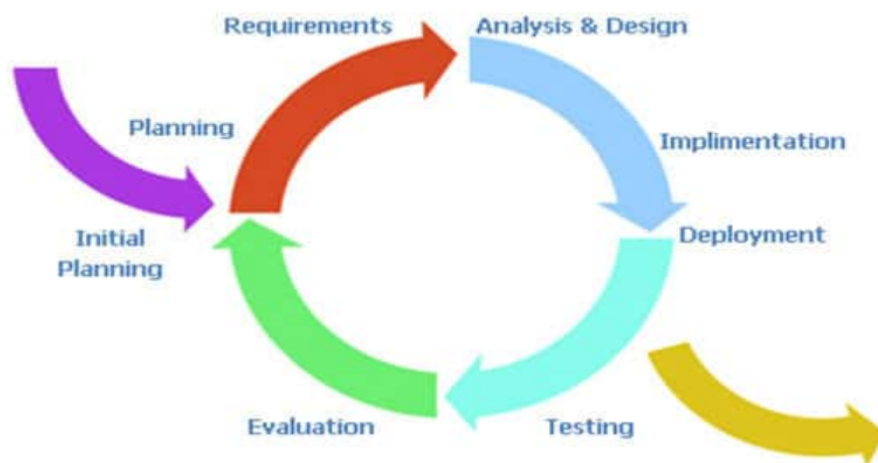 Requirements
Analysis & Design
Planning
Implimentation
Initial
Planning
Deployment
Evaluation
Testing